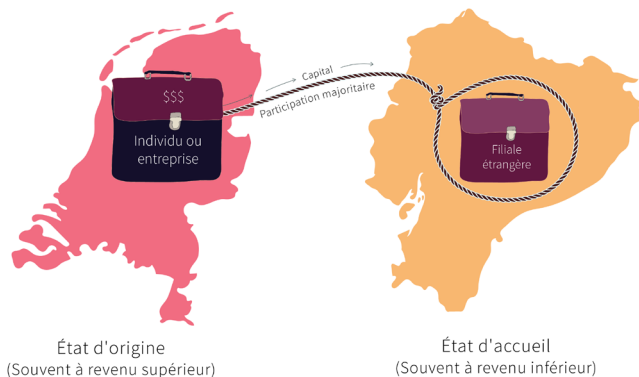 $$$
Individu ou
entreprise
Capital
Participation majoritaire
Filiale
étrangère
État d'origine
(Souvent à revenu supérieur)
État d'accueil
(Souvent à revenu inférieur)